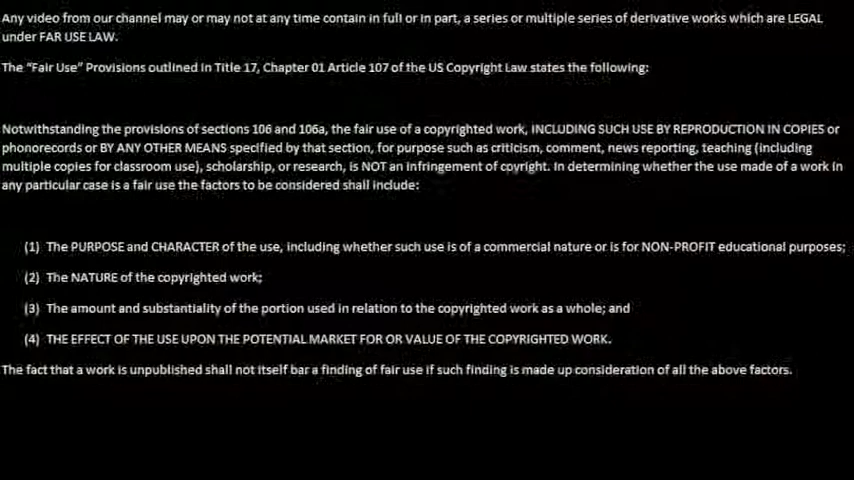 Any video from our channel may or may not at any time contain in full or in part, a series or multiple series of derivative works which are LEGAL
under FAR USE LAW.
The "Fair Use" Provisions outlined in Title 17, Chapter 01 Article 107 of the US Copyright Law states the following:
Notwithstanding the provisions of sections 106 and 106a, the fair use of a copyrighted work, INCLUDING SUCH USE BY REPRODUCTION IN COPIES or
phonorecords or BY ANY OTHER MEANS specified by that section, for purpose such as criticism, comment, news reporting, teaching (including
multiple copies for classroom use), scholarship, or research, is NOT an infringement of cpyright. In determining whether the use made of a work in
any particular case is a fair use the factors to be considered shall include:
(1) The PURPOSE and CHARACTER of the use, including whether such use is of a commercial nature or is for NON-PROFIT educational purposes;
(2) The NATURE of the copyrighted work;
(3) The amount and substantiality of the portion used in relation to the copyrighted work as a whole; and
(4) THE EFFECT OF THE USE UPON THE POTENTIAL MARKET FOR OR VALUE OF THE COPYRIGHTED WORK.
The fact that a work is unpublished shall not itself bar a finding of fair use if such finding is made up consideration of all the above factors.